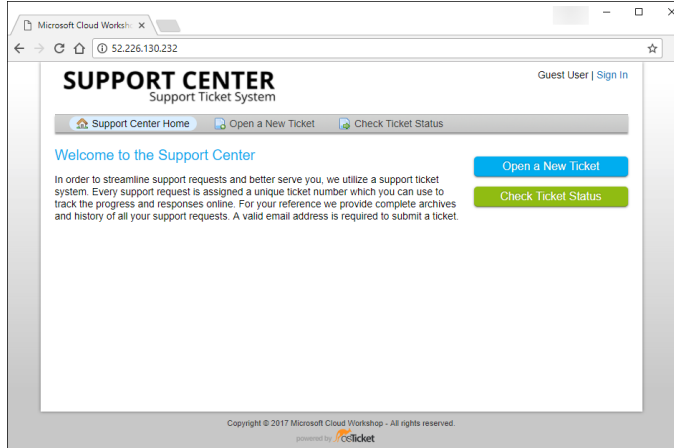 Microsoft Cloud Worksh
52.226.130.232
SUPPORT CENTER
Support Ticket System
Guest User | Sign In
Support Center Home Open a New Ticket Check Ticket Status
Welcome to the Support Center
In order to streamline support requests and better serve you, we utilize a support ticket
system. Every support request is assigned a unique ticket number which you can use to
track the progress and responses online. For your reference we provide complete archives
and history of all your support requests. A valid email address is required to submit a ticket.
Open a New Ticket
Check Ticket Status
Copyright © 2017 Microsoft Cloud Workshop - All rights reserved.
powered by osTicket